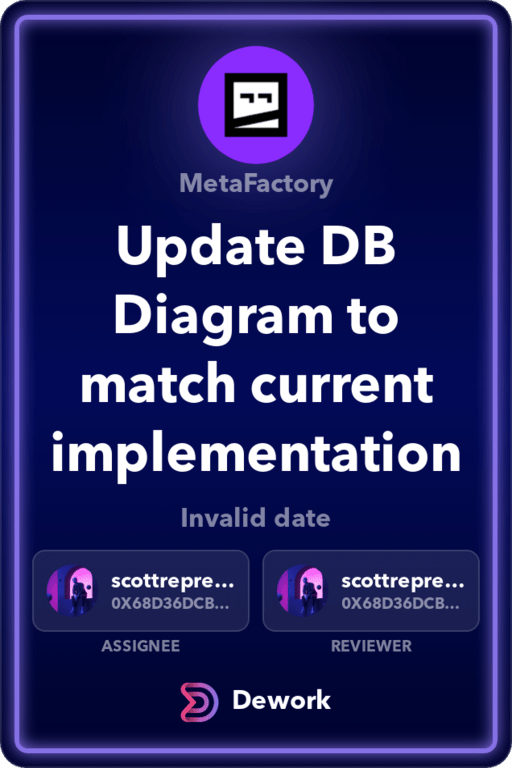 MetaFactory
Update DB
Diagram to
match current
implementation
Invalid date
scottrepre... scottrepre...
0X68D36DCB... 0X68D36DCB...
ASSIGNEE REVIEWER
Dework